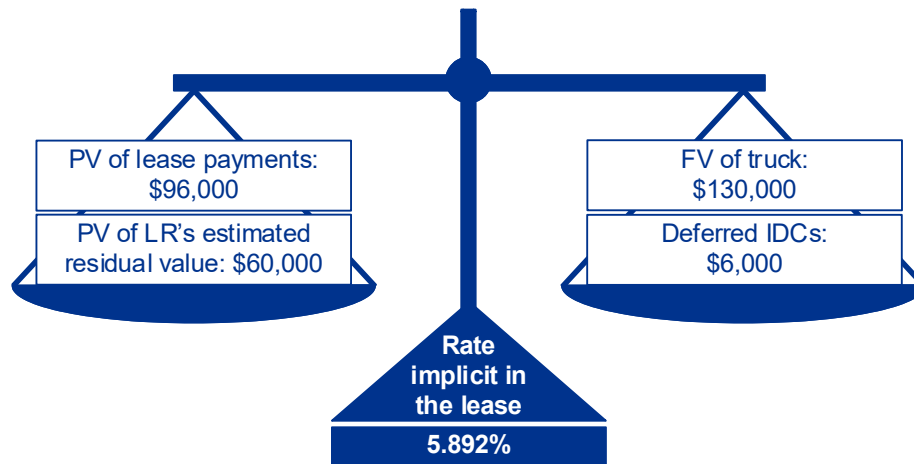 PV of lease payments:
$96,000
PV of LR's estimated
residual value: $60,000
FV of truck:
$130,000
Deferred IDCs:
$6,000
Rate
implicit in
the lease
5.892%